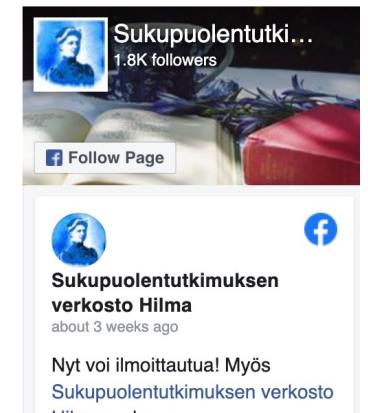 Sukupuolentutki...
1.8K followers
Follow Page
Sukupuolentutkimuksen
verkosto Hilma
about 3 weeks ago
Nyt voi ilmoittautua! Myös
Sukupuolentutkimuksen verkosto